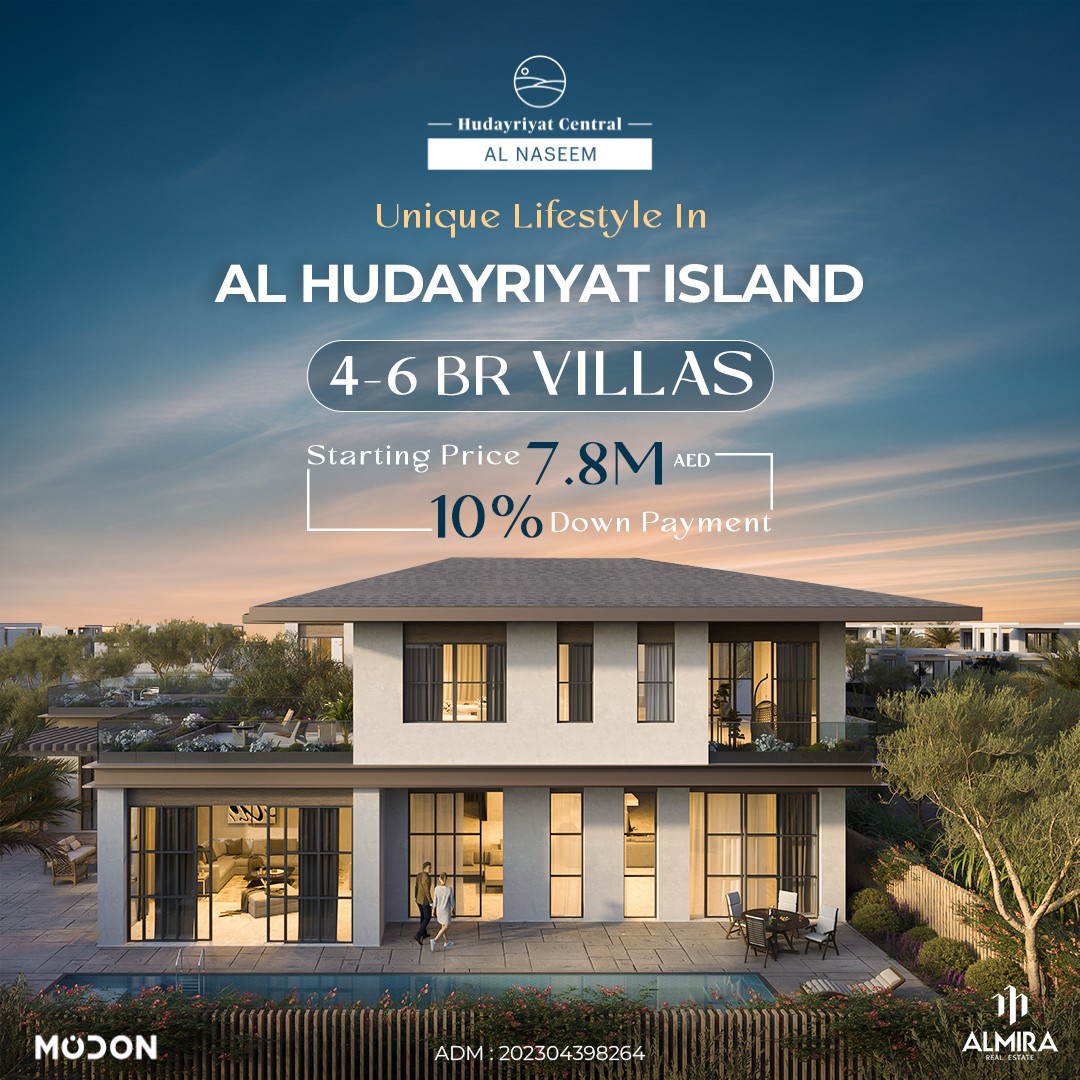 Hudayriyat Central
AL NASEEM
Unique Lifestyle In
AL HUDAYRIYAT ISLAND
4-6 BR VILLAS
Starting Price 7.8M AED
10% Down Payment
MODON
ADM : 202304398264
ALMIRA
REAL ESTATE